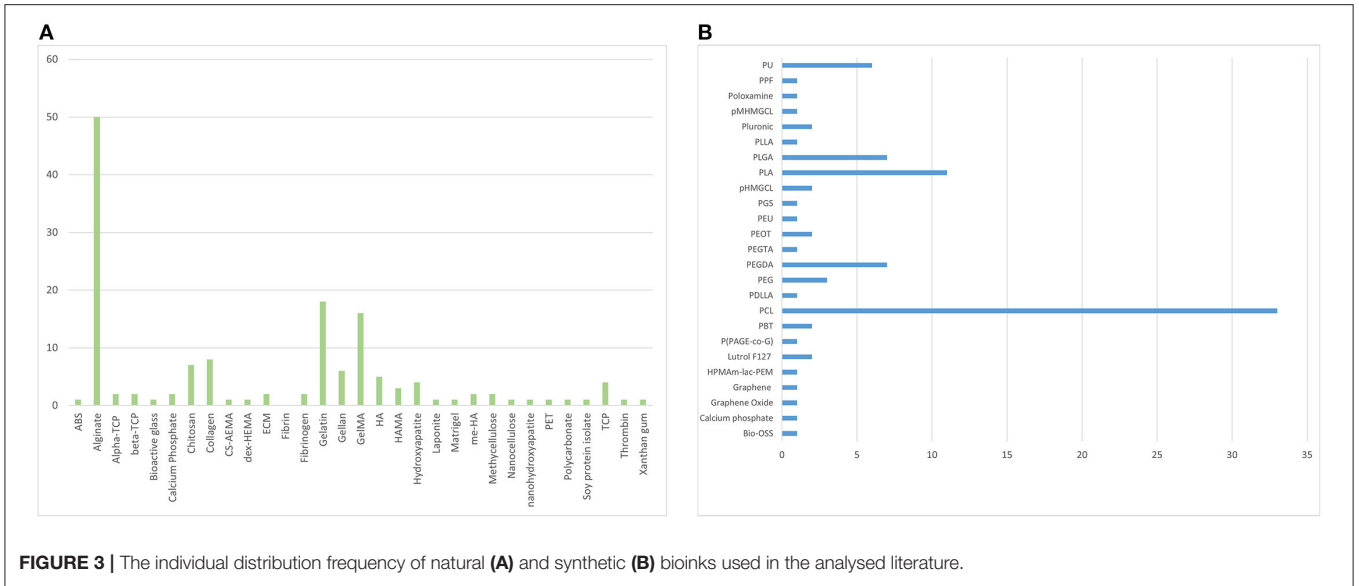 A
60
50
40
30
20
10
0
ABS
Alginate
Alpha-TCP
beta-TCP
Bioactive glass
Calcium Phosphate
Chitosan
Collagen
CS-AEMA
dex-HEMA
ECM
Fibrin
Fibrinogen
Gelatin
Gellan
GelMA
HA
HAMA
Hydroxyapatite
Laponite
Matrigel
me-HA
Methycellulose
Nanocellulose
nanohydroxyapatite
PET
Polycarbonate
Soy protein isolate
TCP
Thrombin
Xanthan gum
B
PU
PPF
Poloxamine
pMHMGCL
Pluronic
PLLA
PLGA
PLA
pHMGCL
PGS
PEU
PEOT
PEGTA
PEGDA
PEG
PDLLA
PCL
PBT
P(PAGE-co-G)
Lutrol F127
HPMAm-lac-PEM
Graphene
Graphene Oxide
Calcium phosphate
Bio-OSS
0 5 10 15 20 25 30 35
FIGURE 3 | The individual distribution frequency of natural (A) and synthetic (B) bioinks used in the analysed literature.